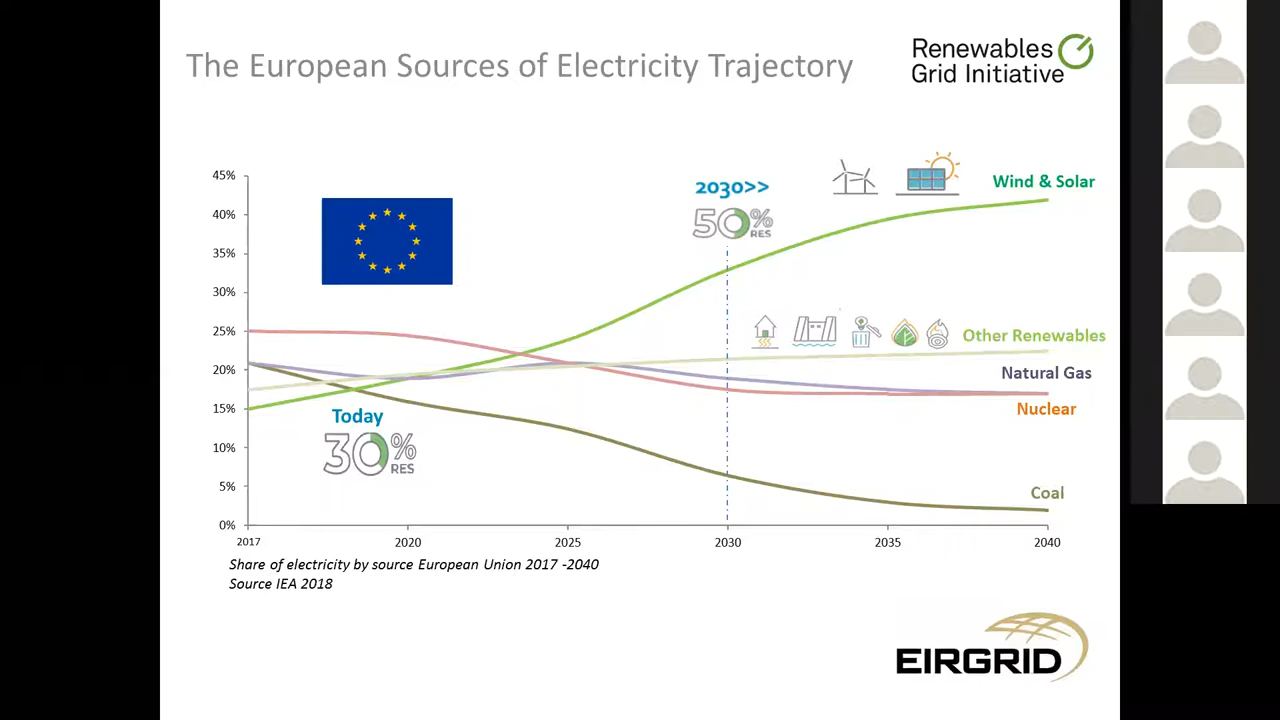 The European Sources of Electricity Trajectory
Renewables
Grid Initiative
45%
40%
35%
30%
25%
20%
15%
10%
5%
0%
2030>>
50%
RES
Wind & Solar
Other Renewables
Natural Gas
Nuclear
Today
30%
RES
Coal
2017 2020 2025 2030 2035 2040
Share of electricity by source European Union 2017 -2040
Source IEA 2018
EIRGRID